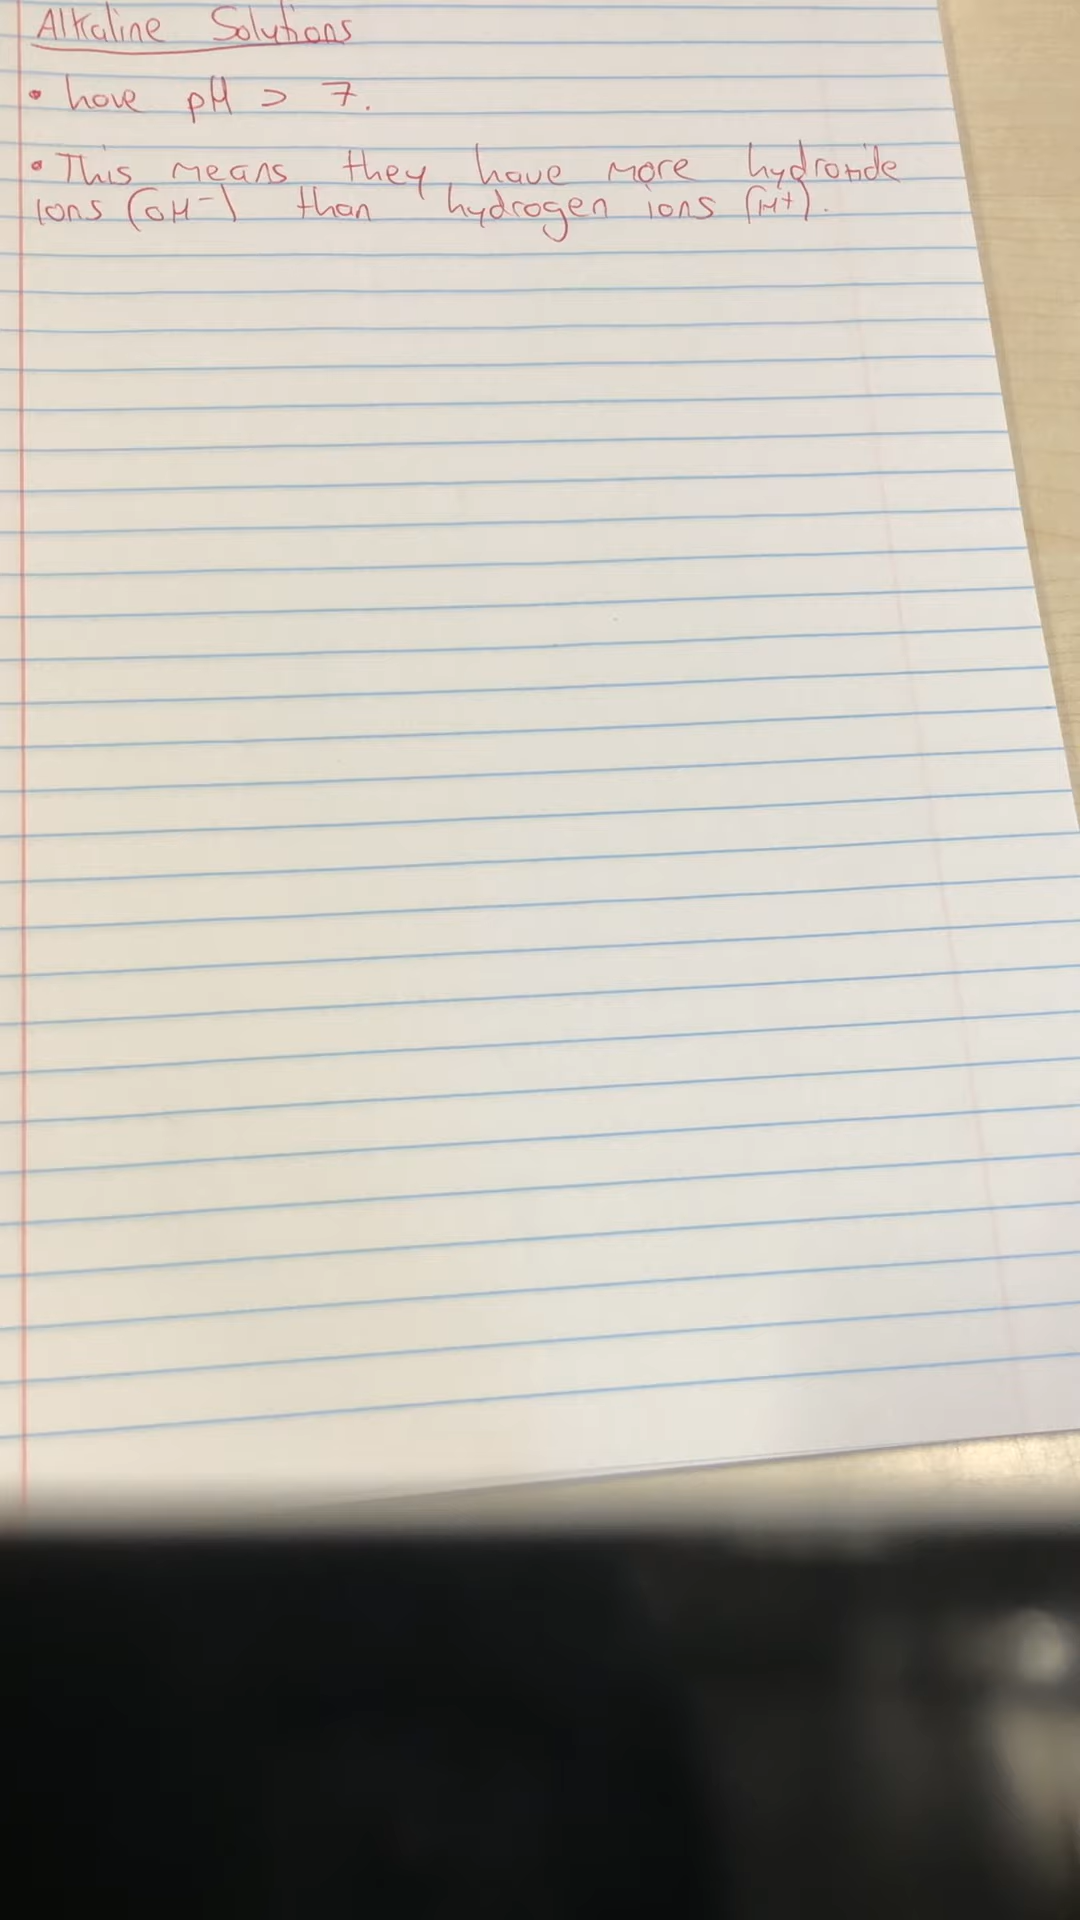 Alkaline Solutions
• have pH > 7.
• This means they have more hydroxide
ions (OH-) than hydrogen ions (H+).